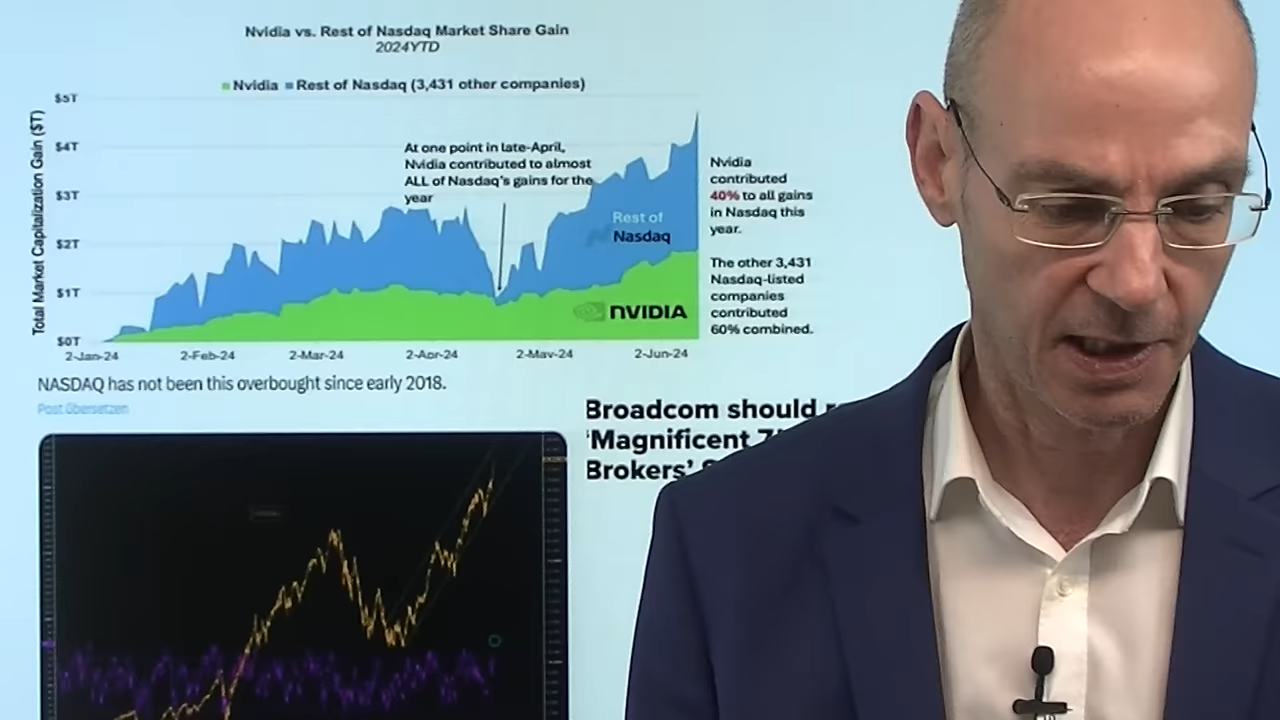 Nvidia vs. Rest of Nasdaq Market Share Gain
2024YTD
Nvidia Rest of Nasdaq (3,431 other companies)
Total Market Capitalization Gain ($T)
$5T
$4T
$3T
$2T
$1T
$0T
At one point in late-April,
Nvidia contributed to almost
ALL of Nasdaq's gains for the
year
Rest of
Nasdaq
NVIDIA
Nvidia
contributed
40% to all gains
in Nasdaq this
year.
The other 3,431
Nasdaq-listed
companies
contributed
60% combined.
2-Jan-24 2-Feb-24 2-Mar-24 2-Apr-24 2-May-24 2-Jun-24
NASDAQ has not been this overbought since early 2018.
Post übersetzen
Broadcom should
'Magnificent
Brokers'